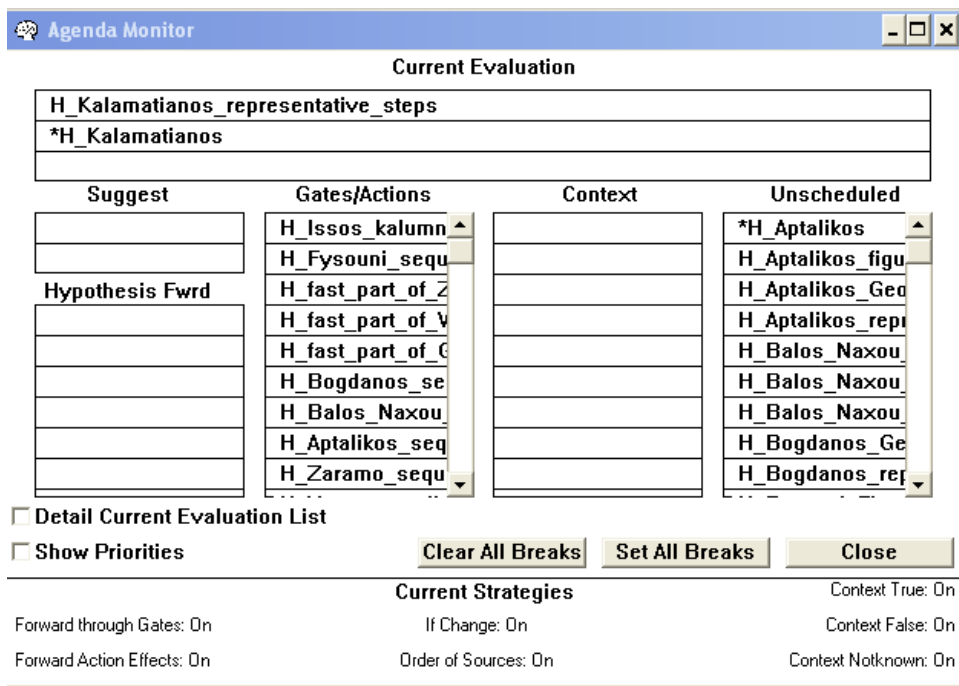 Agenda Monitor
Current Evaluation
H_Kalamatianos_representative_steps
*H_Kalamatianos
Suggest
Gates/Actions
Context
Unscheduled
Hypothesis Fwrd
H_Issos_kalumn
H_Fysouni_sequ
H_fast_part_of_Z
H_fast_part_of_V
H_fast_part_of_G
H_Bogdanos_se
H_Balos_Naxou_
H_Aptalikos_seq
H_Zaramo_sequ
*H_Aptalikos
H_Aptalikos_figu
H_Aptalikos_Geo
H_Aptalikos_repr
H_Balos_Naxou_
H_Balos_Naxou_
H_Balos_Naxou_
H_Bogdanos_Ge
H_Bogdanos_rep
Detail Current Evaluation List
Show Priorities
Clear All Breaks
Set All Breaks
Close
Current Strategies
Context True: On
Forward through Gates: On
If Change: On
Context False: On
Forward Action Effects: On
Order of Sources: On
Context Notknown: On